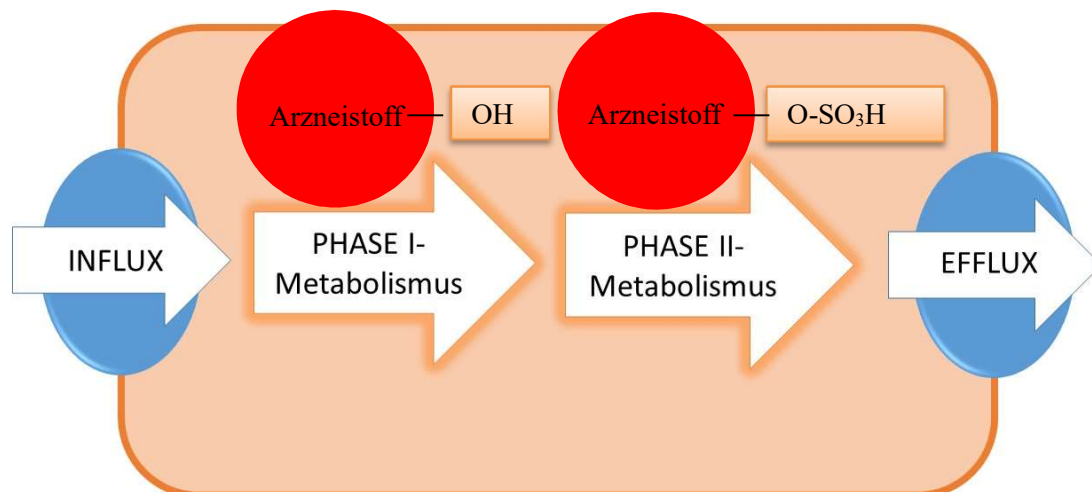 Arzneistoff
OH
Arzneistoff
O-SO₃H
INFLUX
PHASE I-
Metabolismus
PHASE II-
Metabolismus
EFFLUX